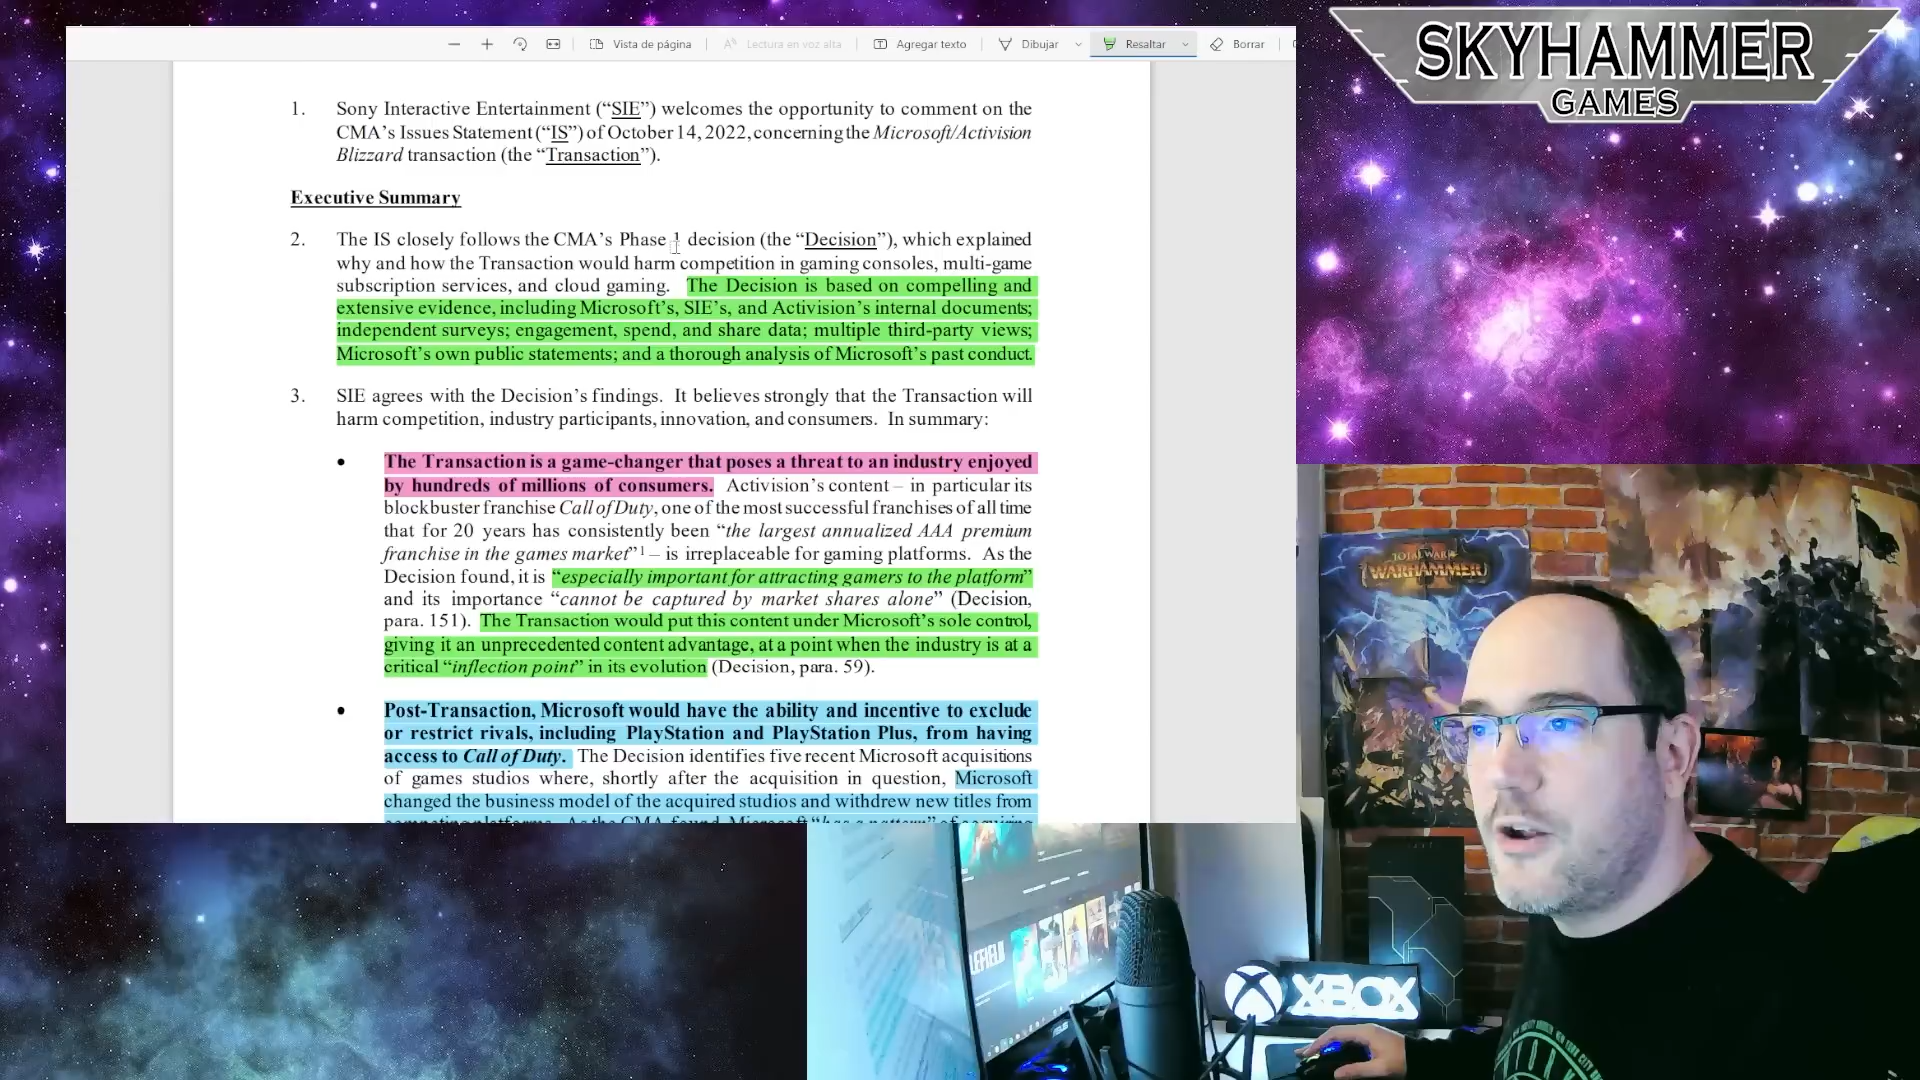 Vista de página
Lectura en voz alta
Agregar texto
Dibujar
Resaltar
Borrar
SKYHAMMER
GAMES
1. Sony Interactive Entertainment (“SIE”) welcomes the opportunity to comment on the
CMA’s Issues Statement (“IS”) of October 14, 2022, concerning the Microsoft/Activision
Blizzard transaction (the “Transaction”).
Executive Summary
2. The IS closely follows the CMA’s Phase 1 decision (the “Decision”), which explained
why and how the Transaction would harm competition in gaming consoles, multi-game
subscription services, and cloud gaming. The Decision is based on compelling and
extensive evidence, including Microsoft’s, SIE’s, and Activision’s internal documents;
independent surveys; engagement, spend, and share data; multiple third-party views;
Microsoft’s own public statements; and a thorough analysis of Microsoft’s past conduct.
3. SIE agrees with the Decision’s findings. It believes strongly that the Transaction will
harm competition, industry participants, innovation, and consumers. In summary:
• The Transaction is a game-changer that poses a threat to an industry enjoyed
by hundreds of millions of consumers. Activision’s content – in particular its
blockbuster franchise Call of Duty, one of the most successful franchises of all time
that for 20 years has consistently been “the largest annualized AAA premium
franchise in the games market”1 – is irreplaceable for gaming platforms. As the
Decision found, it is “especially important for attracting gamers to the platform”
and its importance “cannot be captured by market shares alone” (Decision,
para. 151). The Transaction would put this content under Microsoft’s sole control,
giving it an unprecedented content advantage, at a point when the industry is at a
critical “inflection point” in its evolution (Decision, para. 59).
• Post-Transaction, Microsoft would have the ability and incentive to exclude
or restrict rivals, including PlayStation and PlayStation Plus, from having
access to Call of Duty. The Decision identifies five recent Microsoft acquisitions
of games studios where, shortly after the acquisition in question, Microsoft
changed the business model of the acquired studios and withdrew new titles from
competing platforms. As the CMA found, Microsoft “has a pattern” of acquiring
TOTAL WAR
WARHAMMER
XBOX